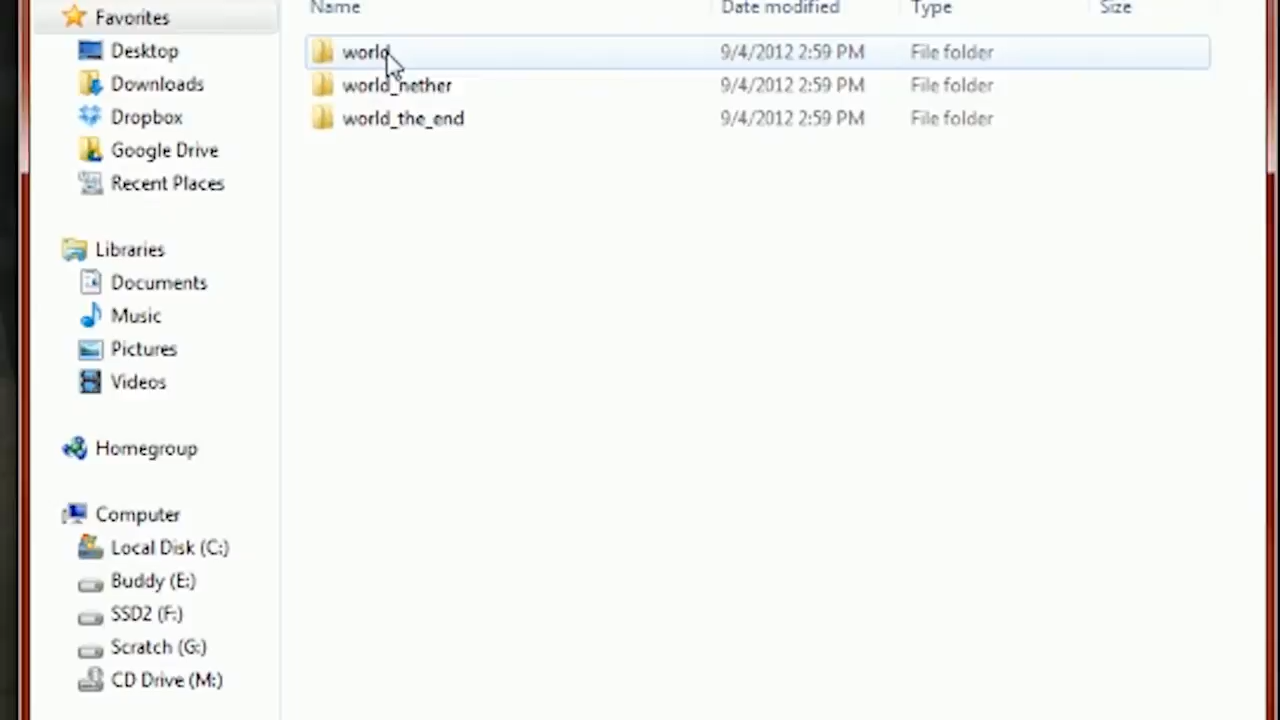 Name Date modified Type Size
Favorites
Desktop
Downloads
Dropbox
Google Drive
Recent Places
Libraries
Documents
Music
Pictures
Videos
Homegroup
Computer
Local Disk (C:)
Buddy (E:)
SSD2 (F:)
Scratch (G:)
CD Drive (M:)
world 9/4/2012 2:59 PM File folder
world_nether 9/4/2012 2:59 PM File folder
world_the_end 9/4/2012 2:59 PM File folder